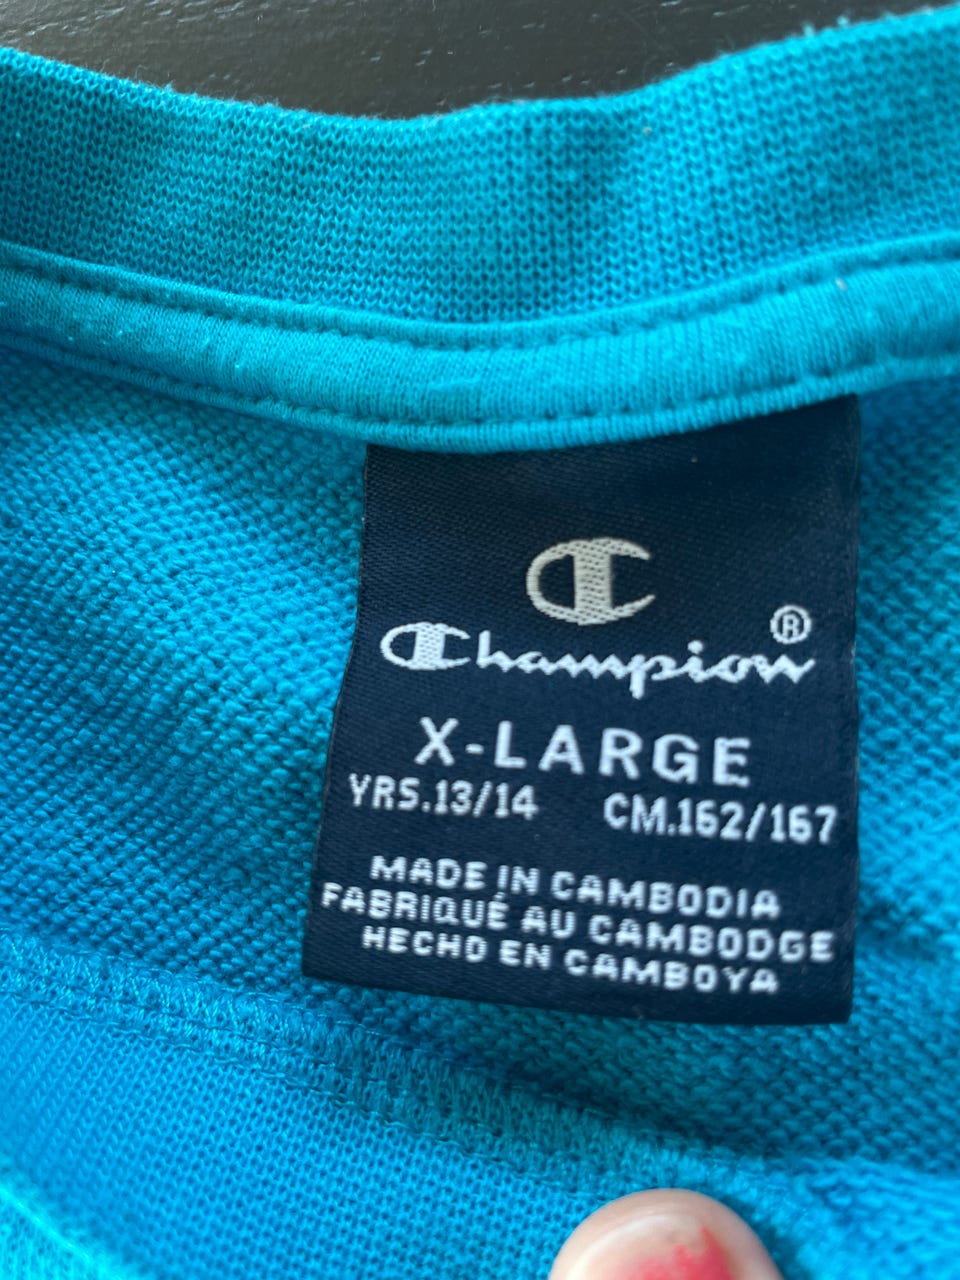 Champion®
X-LARGE
YRS.13/14 CM.162/167
MADE IN CAMBODIA
FABRIQUÉ AU CAMBODGE
HECHO EN CAMBOYA